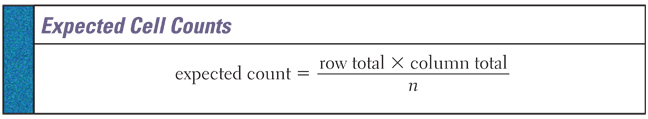 Expected Cell Counts
expected count = row total × column total
n